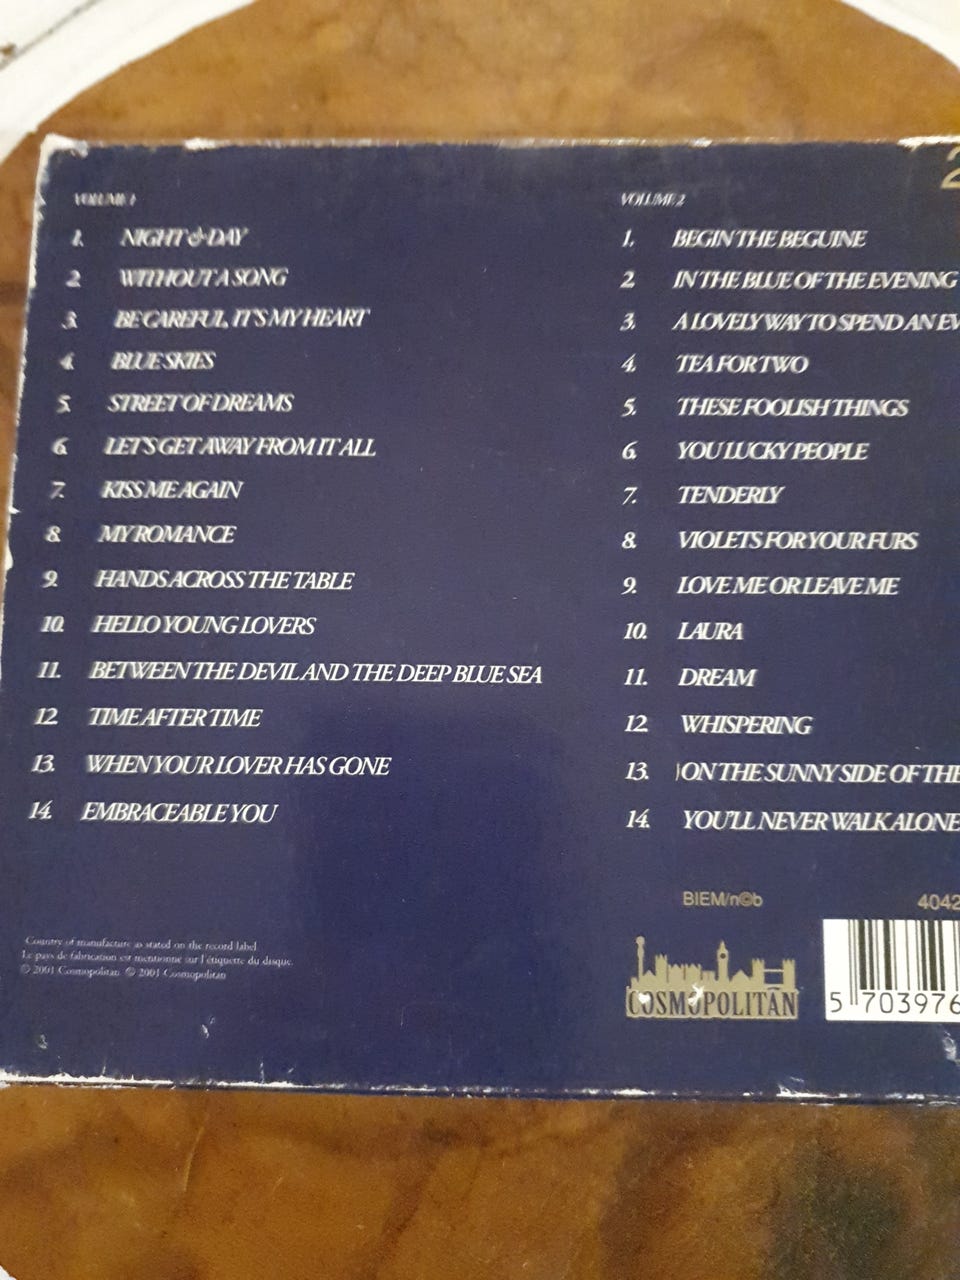 VOLUME 1
1. NIGHT & DAY
2. WITHOUT A SONG
3. BE CAREFUL, IT'S MY HEART
4. BLUE SKIES
5. STREET OF DREAMS
6. LET'S GET AWAY FROM IT ALL
7. KISS ME AGAIN
8. MY ROMANCE
9. HANDS ACROSS THE TABLE
10. HELLO YOUNG LOVERS
11. BETWEEN THE DEVIL AND THE DEEP BLUE SEA
12. TIME AFTER TIME
13. WHEN YOUR LOVER HAS GONE
14. EMBRACEABLE YOU
Country of manufacture as stated on the record label
Le pays de fabrication est mentionne sur l'étiquette du disque.
℗ 2001 Cosmopolitan © 2001 Cosmopolitan
2
VOLUME 2
1. BEGIN THE BEGUINE
2. IN THE BLUE OF THE EVENING
3. A LOVELY WAY TO SPEND AN EV
4. TEA FOR TWO
5. THESE FOOLISH THINGS
6. YOU LUCKY PEOPLE
7. TENDERLY
8. VIOLETS FOR YOUR FURS
9. LOVE ME OR LEAVE ME
10. LAURA
11. DREAM
12. WHISPERING
13. )ON THE SUNNY SIDE OF THE
14. YOU'LL NEVER WALK ALONE
BIEM/n©b 4042
COSMOPOLITAN
5 703976